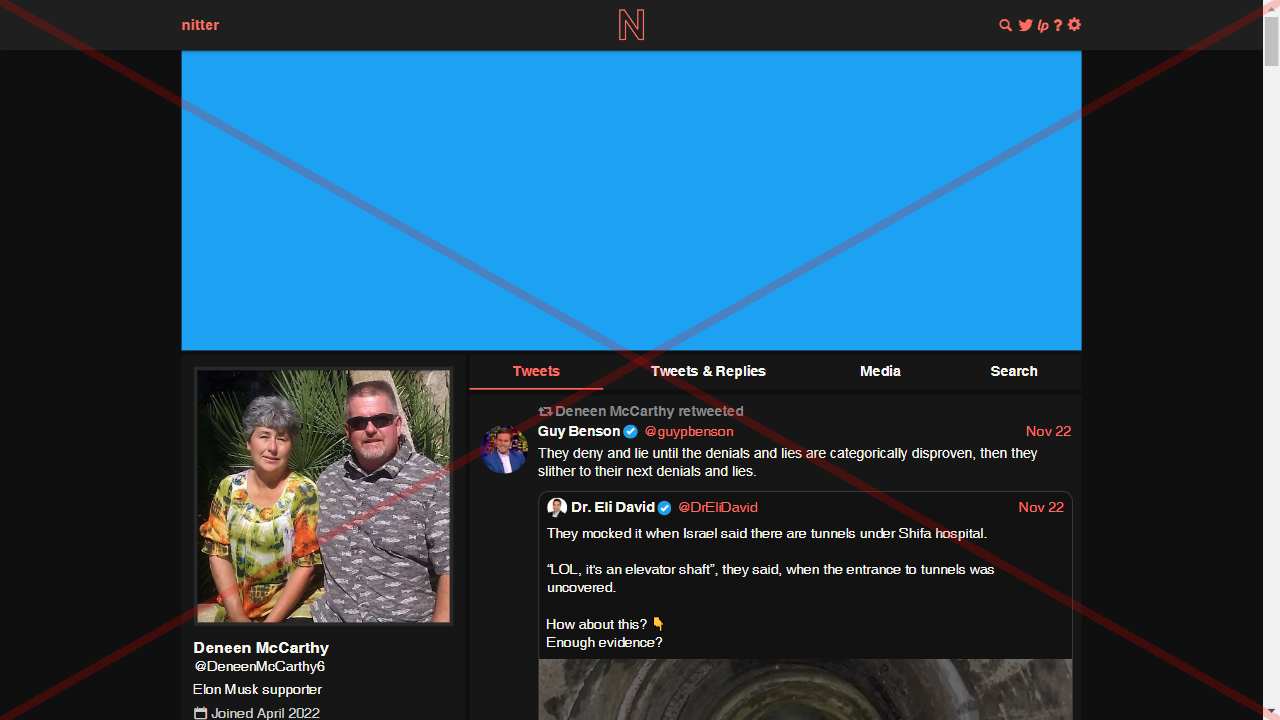 nitter
N
lp ?
Tweets
Tweets & Replies
Media
Search
Deneen McCarthy retweeted
Guy Benson @guypbenson Nov 22
They deny and lie until the denials and lies are categorically disproven, then they
slither to their next denials and lies.
Dr. Eli David @DrEliDavid Nov 22
They mocked it when Israel said there are tunnels under Shifa hospital.
“LOL, it's an elevator shaft”, they said, when the entrance to tunnels was
uncovered.
How about this? 👇
Enough evidence?
Deneen McCarthy
@DeneenMcCarthy6
Elon Musk supporter
Joined April 2022